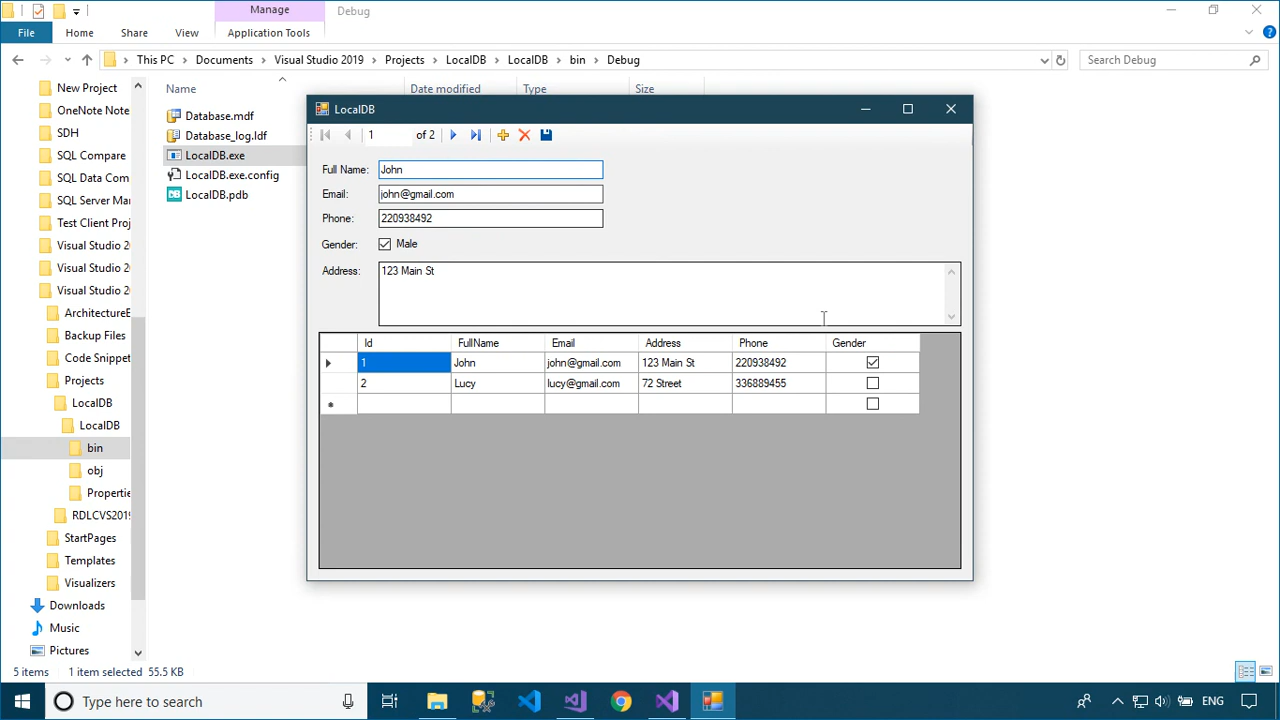 Manage
Debug
File
Home
Share
View
Application Tools
This PC
Documents
Visual Studio 2019
Projects
LocalDB
LocalDB
bin
Debug
Search Debug
New Project
OneNote Note
SDH
SQL Compare
SQL Data Com
SQL Server Mar
Test Client Proj
Visual Studio 20
Visual Studio 20
Visual Studio 20
ArchitectureE
Backup Files
Code Snippet
Projects
LocalDB
LocalDB
bin
obj
Propertie
RDLCVS2019
StartPages
Templates
Visualizers
Downloads
Music
Pictures
Name
Date modified
Type
Size
Database.mdf
Database_log.ldf
LocalDB.exe
LocalDB.exe.config
LocalDB.pdb
LocalDB
1 of 2
Full Name: John
Email: john@gmail.com
Phone: 220938492
Gender: Male
Address: 123 Main St
Id FullName Email Address Phone Gender
1 John john@gmail.com 123 Main St 220938492
2 Lucy lucy@gmail.com 72 Street 336889455
5 items
1 item selected 55.5 KB
Type here to search
ENG